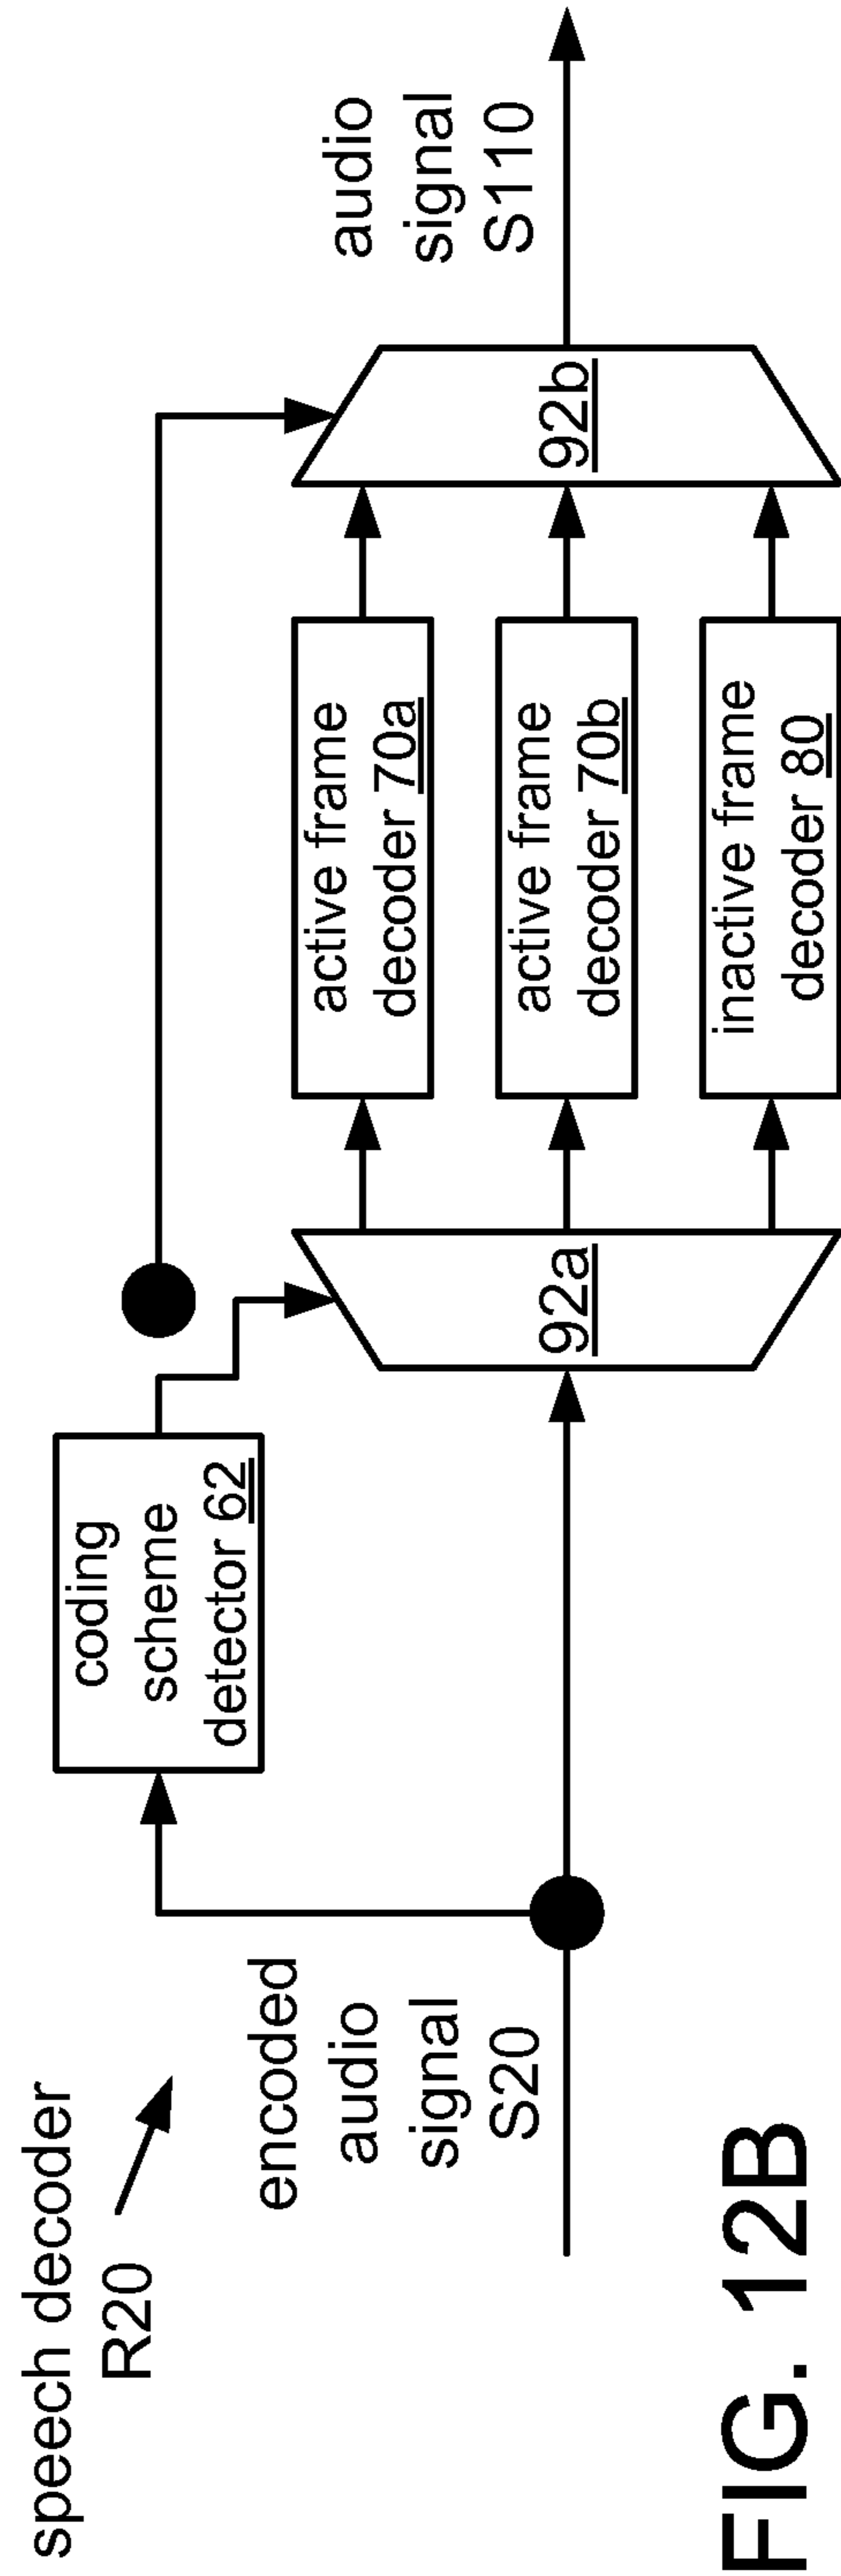 speech decoder
R20
encoded
audio
signal
S20
coding
scheme
detector 62
92a
active frame
decoder 70a
active frame
decoder 70b
inactive frame
decoder 80
92b
audio
signal
S110
FIG. 12B